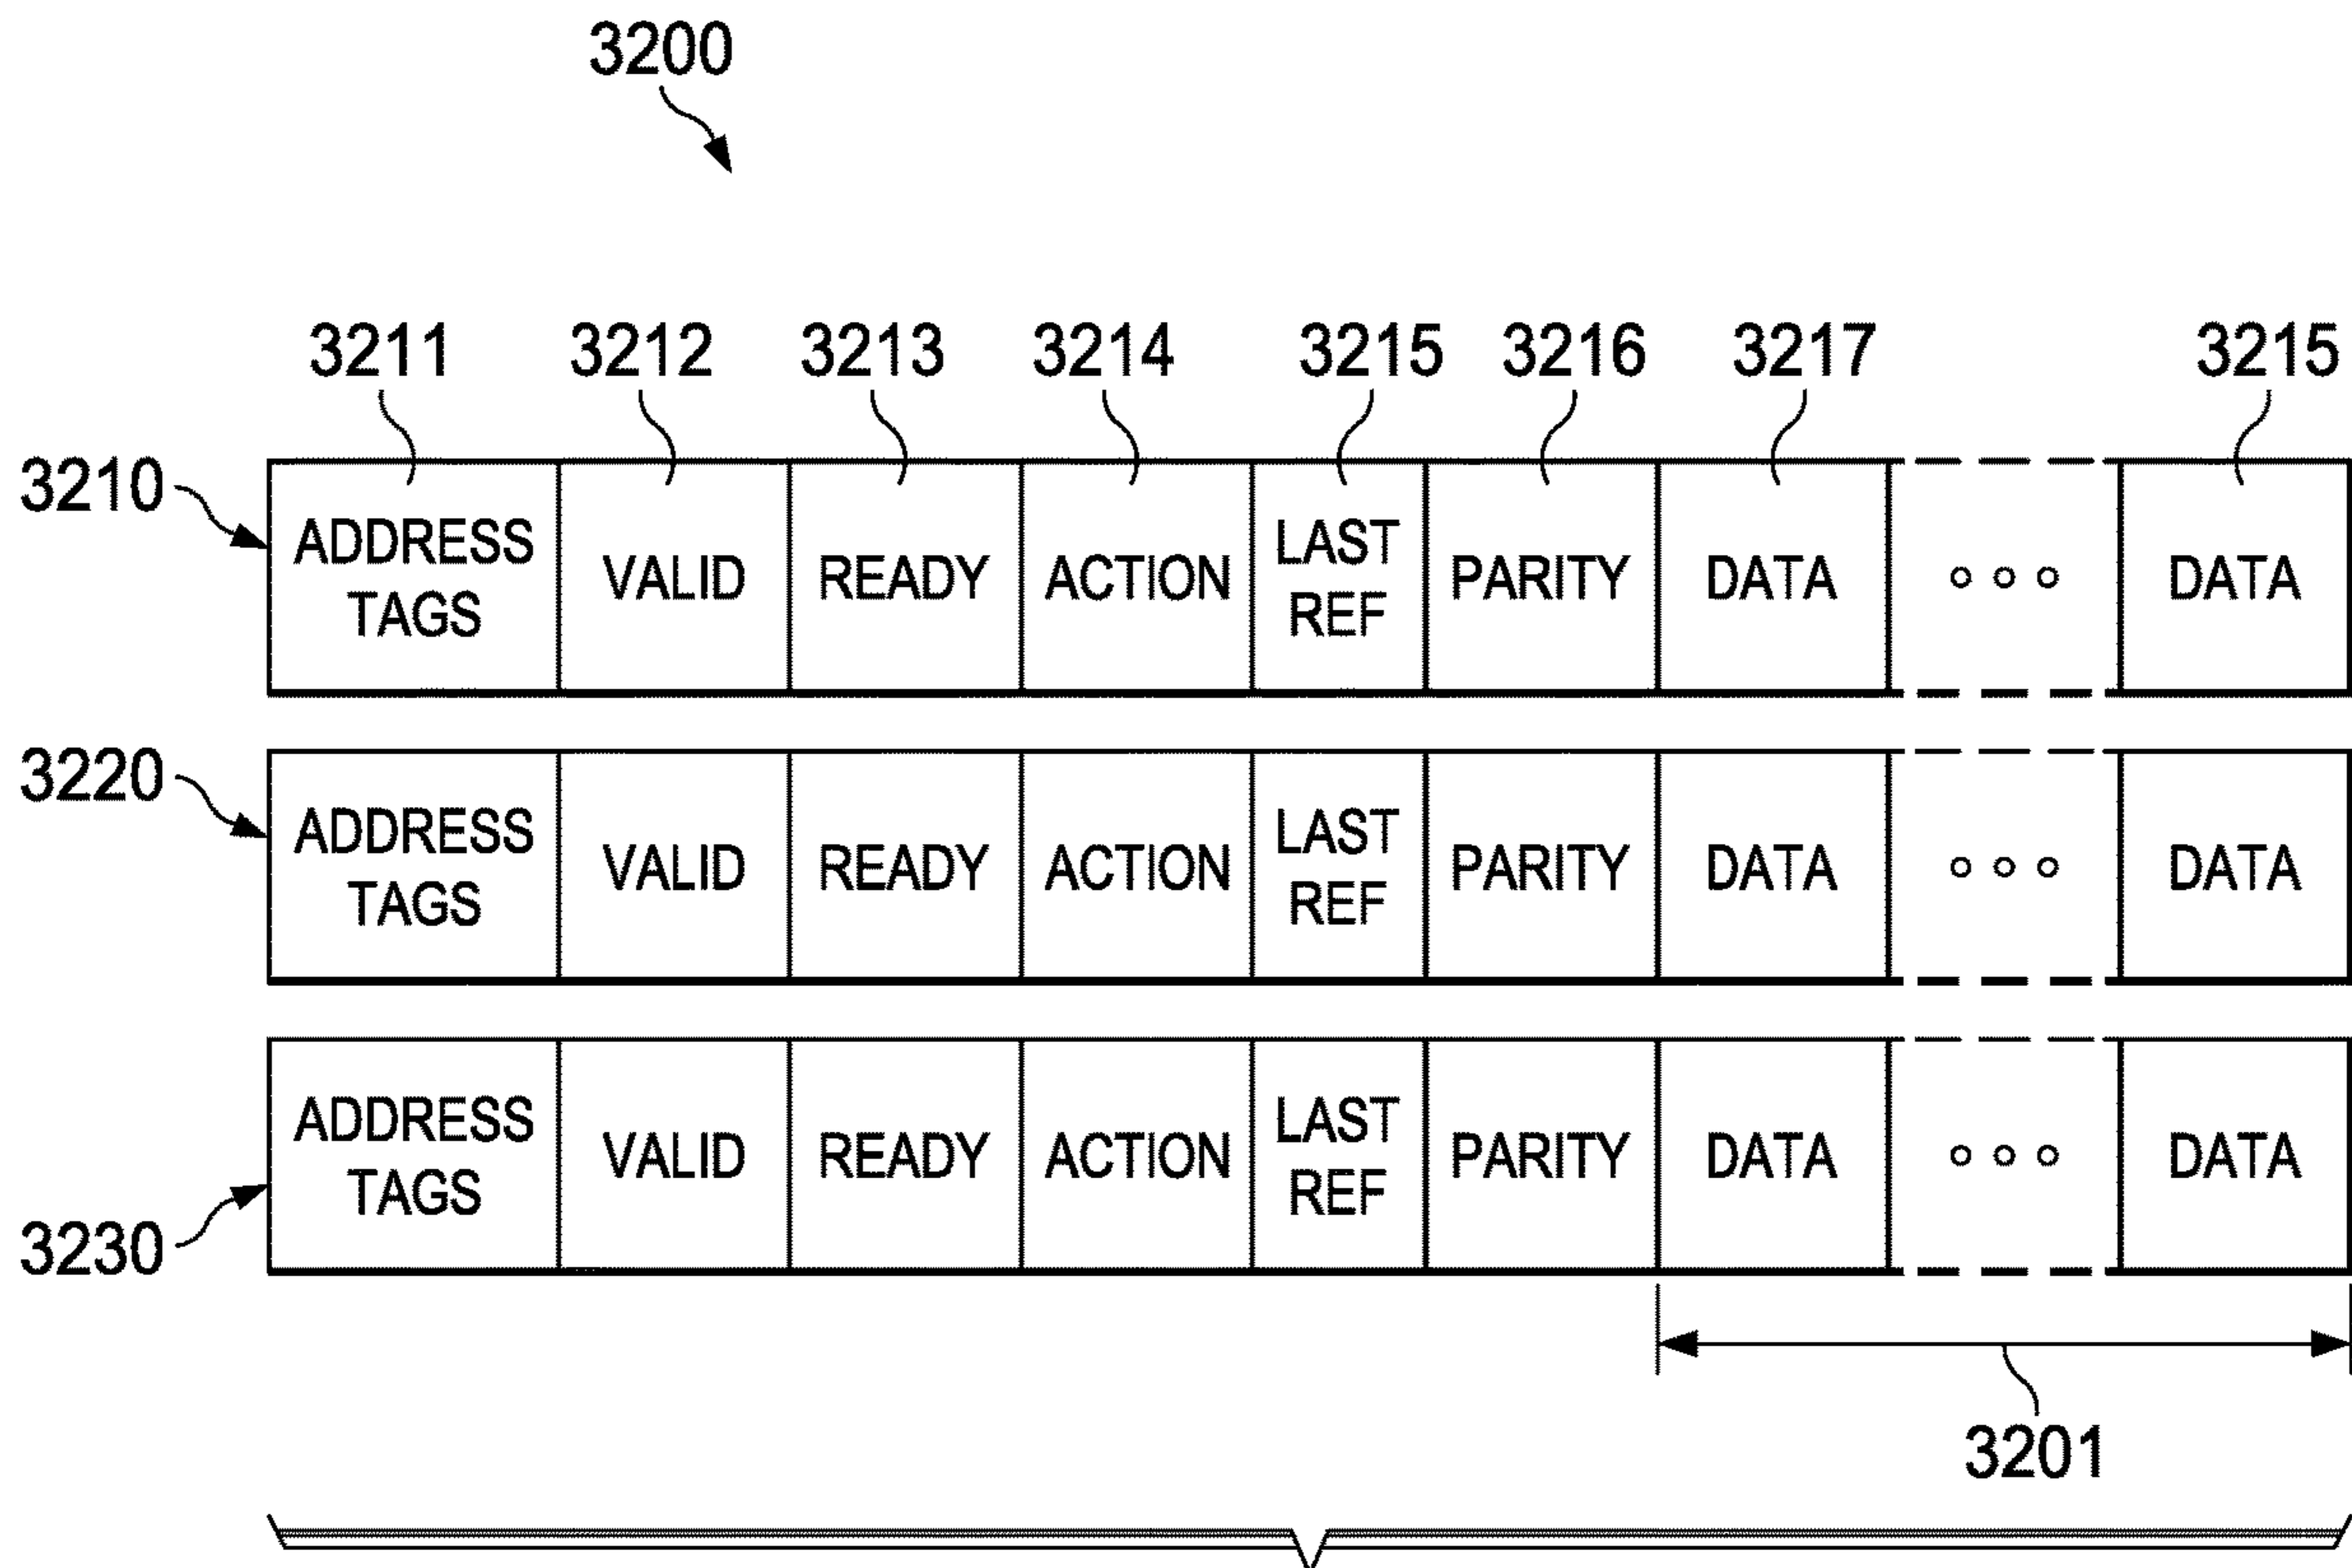 3200
3211 3212 3213 3214 3215 3216 3217 3215
3210
ADDRESS TAGS VALID READY ACTION LAST REF PARITY DATA DATA
3220
ADDRESS TAGS VALID READY ACTION LAST REF PARITY DATA DATA
3230
ADDRESS TAGS VALID READY ACTION LAST REF PARITY DATA DATA
3201